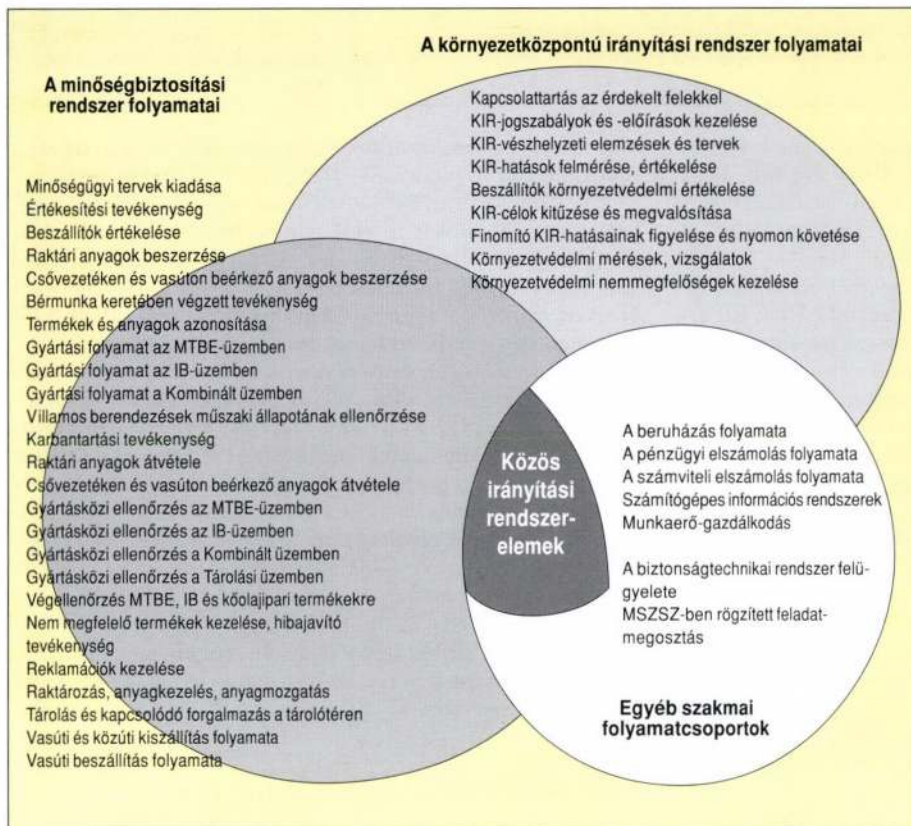 A környezetközpontú irányítási rendszer folyamatai
A minőségbiztosítási
rendszer folyamatai
Kapcsolattartás az érdekelt felekkel
KIR-jogszabályok és -előírások kezelése
KIR-vészhelyzeti elemzések és tervek
KIR-hatások felmérése, értékelése
Beszállítók környezetvédelmi értékelése
KIR-célok kitűzése és megvalósítása
Finomító KIR-hatásainak figyelése és nyomon követése
Környezetvédelmi mérések, vizsgálatok
Környezetvédelmi nemmegfelelőségek kezelése
Minőségügyi tervek kiadása
Értékesítési tevékenység
Beszállítók értékelése
Raktári anyagok beszerzése
Csővezetéken és vasúton beérkező anyagok beszerzése
Bérmunka keretében végzett tevékenység
Termékek és anyagok azonosítása
Gyártási folyamat az MTBE-üzemben
Gyártási folyamat az IB-üzemben
Gyártási folyamat a Kombinált üzemben
Villamos berendezések műszaki állapotának ellenőrzése
Karbantartási tevékenység
Raktári anyagok átvétele
Csővezetéken és vasúton beérkező anyagok átvétele
Gyártásközi ellenőrzés az MTBE-üzemben
Gyártásközi ellenőrzés az IB-üzemben
Gyártásközi ellenőrzés a Kombinált üzemben
Gyártásközi ellenőrzés a Tárolási üzemben
Végellenőrzés MTBE, IB és kőolajipari termékekre
Nem megfelelő termékek kezelése, hibajavító
tevékenység
Reklamációk kezelése
Raktározás, anyagkezelés, anyagmozgatás
Tárolás és kapcsolódó forgalmazás a tárolótéren
Vasúti és közúti kiszállítás folyamata
Vasúti beszállítás folyamata
Közös
irányítási
rendszer-
elemek
A beruházás folyamata
A pénzügyi elszámolás folyamata
A számviteli elszámolás folyamata
Számítógépes információs rendszerek
Munkaerő-gazdálkodás
A biztonságtechnikai rendszer felü-
gyelete
MSZSZ-ben rögzített feladat-
megosztás
Egyéb szakmai
folyamatcsoportok